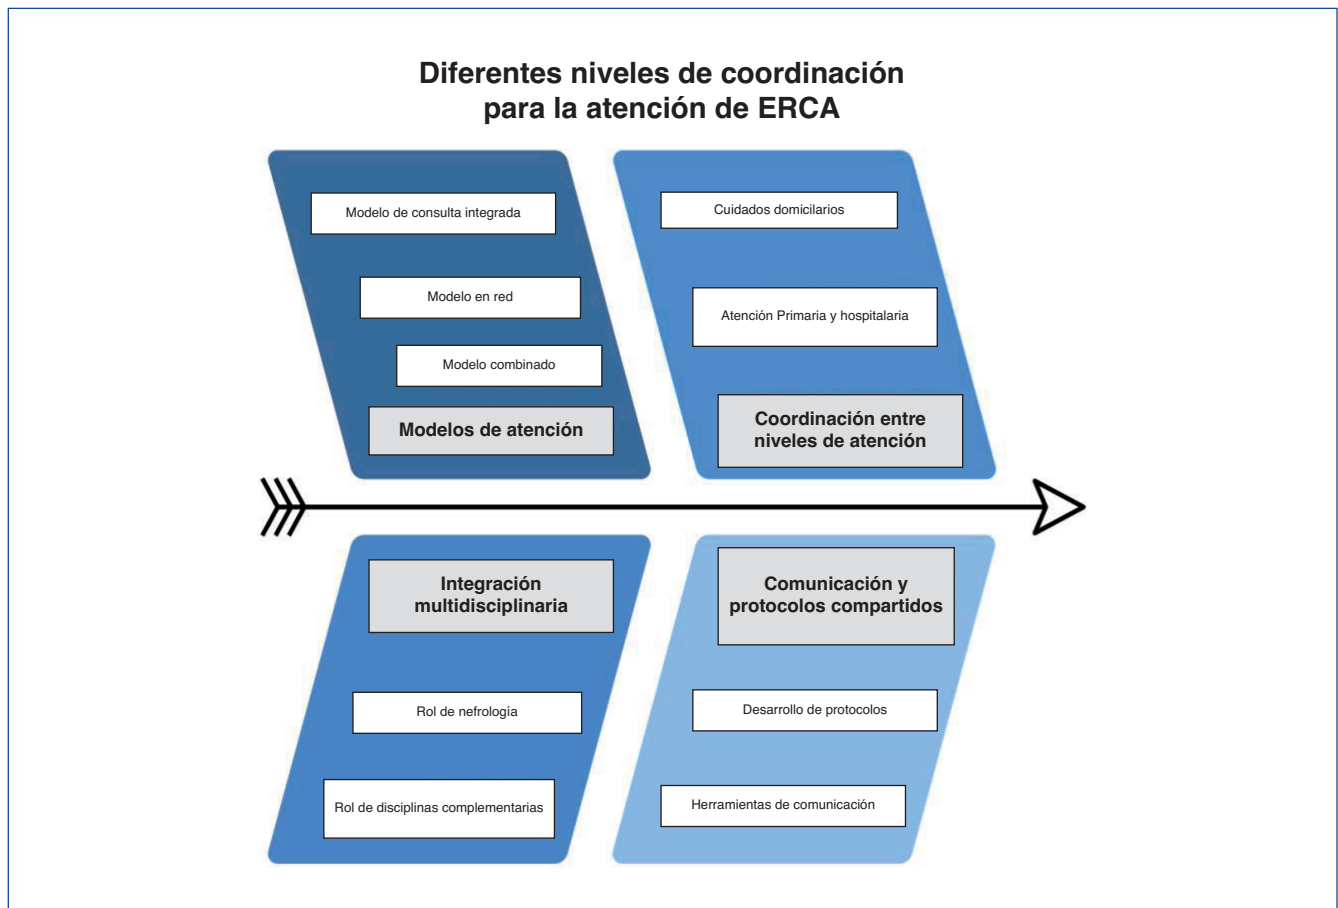 Diferentes niveles de coordinación
para la atención de ERCA
Modelo de consulta integrada
Modelo en red
Modelo combinado
Modelos de atención
Cuidados domicilarios
Atención Primaria y hospitalaria
Coordinación entre
niveles de atención
Integración
multidisciplinaria
Rol de nefrología
Rol de disciplinas complementarias
Comunicación y
protocolos compartidos
Desarrollo de protocolos
Herramientas de comunicación